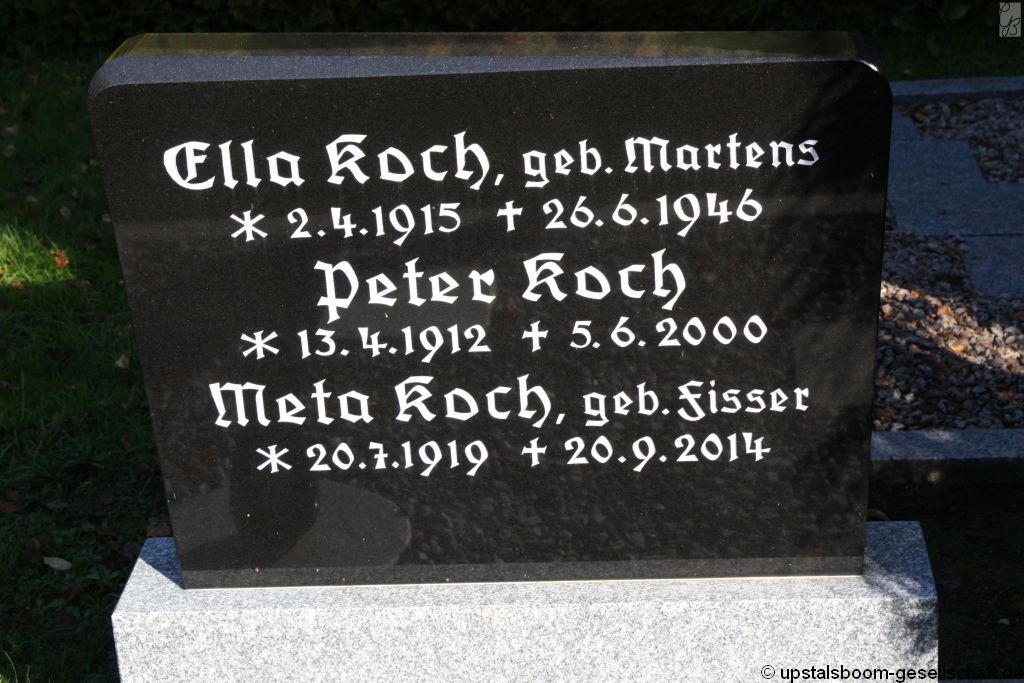 Ella Koch, geb. Martens
* 2.4.1915 † 26.6.1946
Peter Koch
* 13.4.1912 † 5.6.2000
Meta Koch, geb. Fisser
* 20.7.1919 † 20.9.2014
© upstalsboom-gesellschaft.de